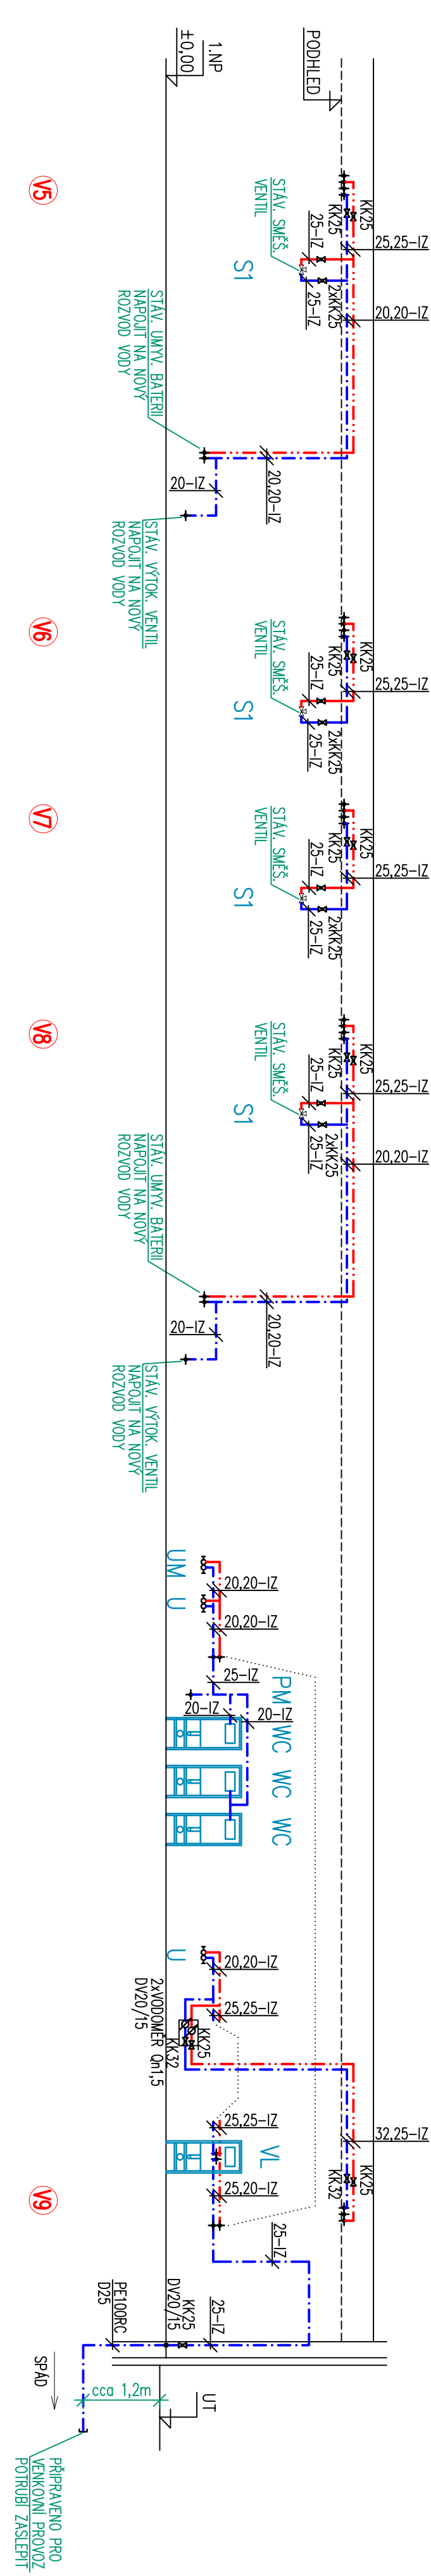 1.NP
±0,00
PODHLED
V5
KK25
KK25
25,25-IZ
20,20-IZ
25-IZ
2xKK25
25-IZ
STÁV. SMĚŠ.
VENTIL
S1
STÁV. UMYV. BATERII
NAPOJIT NA NOVÝ
ROZVOD VODY
20,20-IZ
20-IZ
STÁV. VÝTOK. VENTIL
NAPOJIT NA NOVÝ
ROZVOD VODY
V6
KK25
KK25
25,25-IZ
25-IZ
2xKK25
25-IZ
STÁV. SMĚŠ.
VENTIL
S1
V7
KK25
KK25
25,25-IZ
25-IZ
2xKK25
25-IZ
STÁV. SMĚŠ.
VENTIL
S1
V8
KK25
KK25
25,25-IZ
20,20-IZ
25-IZ
2xKK25
25-IZ
STÁV. SMĚŠ.
VENTIL
S1
STÁV. UMYV. BATERII
NAPOJIT NA NOVÝ
ROZVOD VODY
20,20-IZ
20-IZ
STÁV. VÝTOK. VENTIL
NAPOJIT NA NOVÝ
ROZVOD VODY
UM
U
20,20-IZ
20,20-IZ
25-IZ
20-IZ
20-IZ
PM
WC
WC
WC
U
20,20-IZ
25,25-IZ
KK25
KK32
2xVODOMĚR Qn1,5
DV20/15
25,25-IZ
VL
25,20-IZ
32,25-IZ
KK25
KK32
V9
25-IZ
25-IZ
KK25
DV20/15
PE100RC
D25
UT
cca 1,2m
SPÁD
PŘIPRAVENO PRO
VENKOVNÍ PROVOZ
POTRUBÍ ZASLEPIT